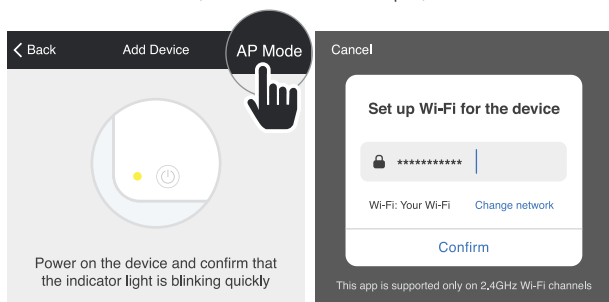 Back
Add Device
AP Mode
Power on the device and confirm that
the indicator light is blinking quickly
Cancel
Set up Wi-Fi for the device
***********
Wi-Fi: Your Wi-Fi
Change network
Confirm
This app is supported only on 2,4GHz Wi-Fi channels